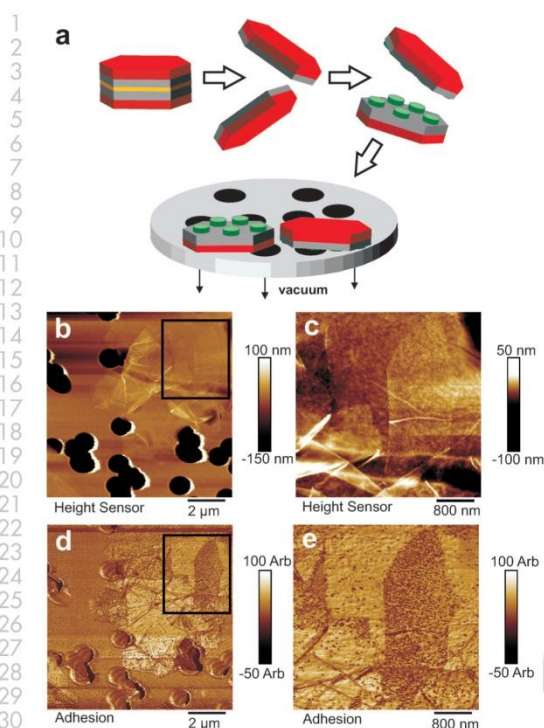 1
2
3
4
5
6
7
8
9
10
11
12
13
14
15
16
17
18
19
20
21
22
23
24
25
26
27
28
29
30
a
vacuum
b
100 nm
-150 nm
Height Sensor
2 μm
c
50 nm
-100 nm
Height Sensor
800 nm
d
100 Arb
-50 Arb
Adhesion
2 μm
e
100 Arb
-50 Arb
Adhesion
800 nm